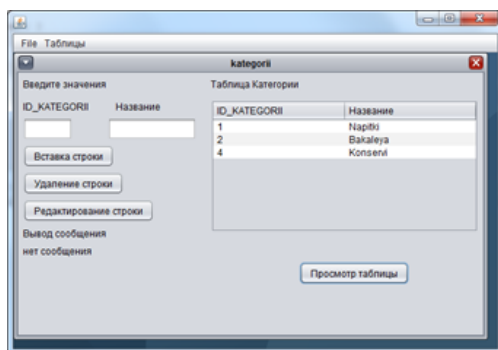 File Таблицы
kategorii
Введите значения
Таблица Категории
ID_KATEGORII Название
ID_KATEGORII Название
1 Napitki
2 Bakaleya
4 Konservi
Вставка строки
Удаление строки
Редактирование строки
Вывод сообщения
нет сообщения
Просмотр таблицы